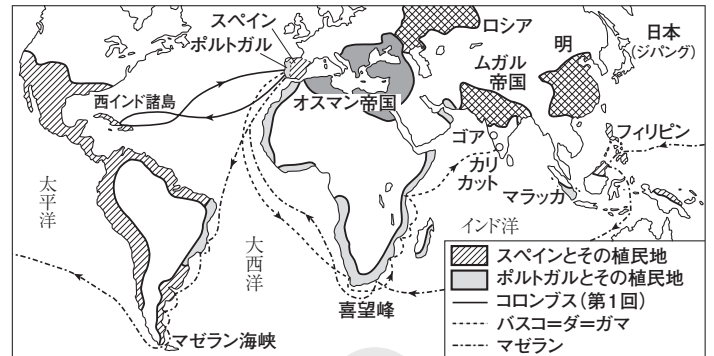 スペイン
ポルトガル
ロシア
日本
(ジパング)
明
ムガル
帝国
西インド諸島
オスマン帝国
ゴア
カリ
カット
フィリピン
マラッカ
太平洋
大西洋
インド洋
喜望峰
マゼラン海峡
スペインとその植民地
ポルトガルとその植民地
コロンブス(第1回)
バスコ=ダ=ガマ
マゼラン